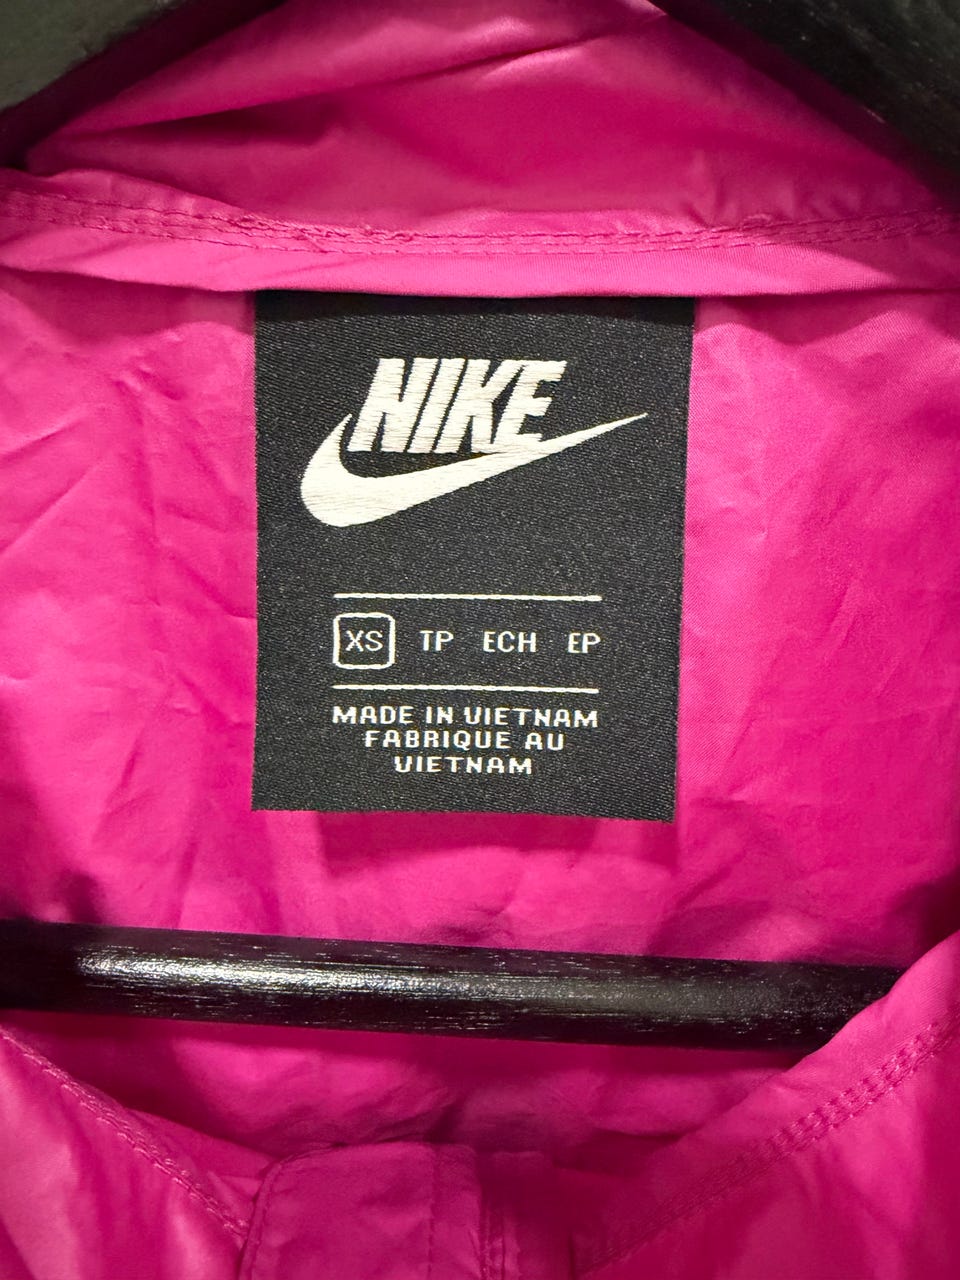 NIKE
XS TP ECH EP
MADE IN VIETNAM
FABRIQUE AU
VIETNAM